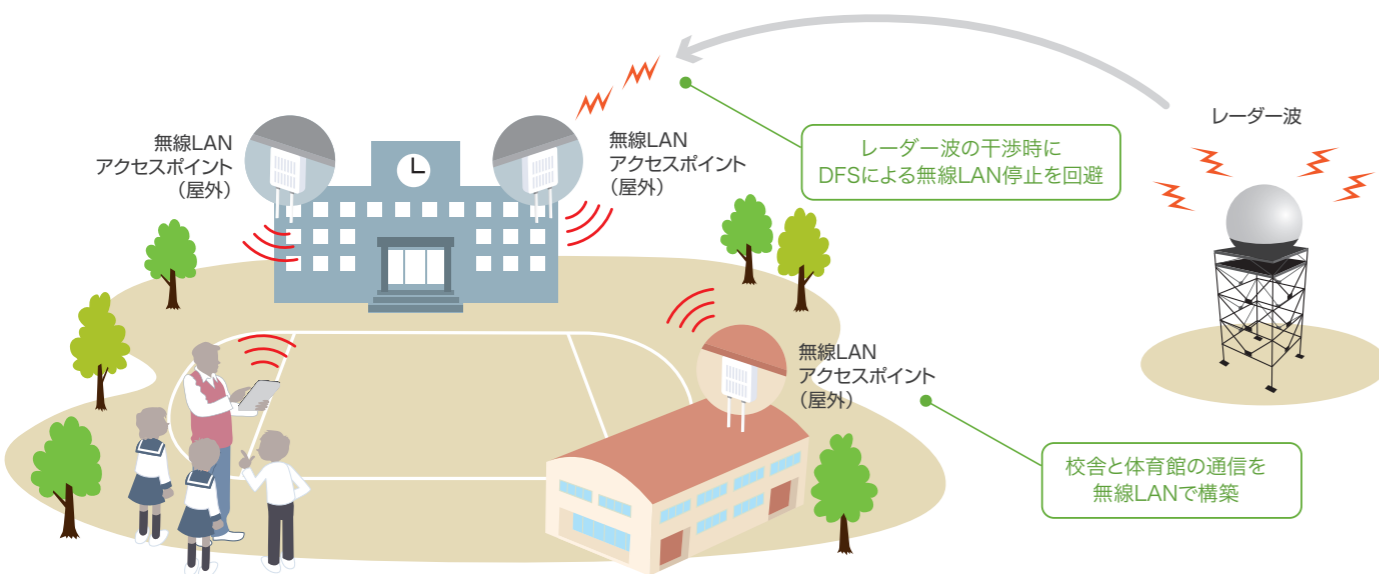 無線LAN
アクセスポイント
（屋外）
無線LAN
アクセスポイント
（屋外）
レーダー波の干渉時に
DFSによる無線LAN停止を回避
レーダー波
無線LAN
アクセスポイント
（屋外）
校舎と体育館の通信を
無線LANで構築